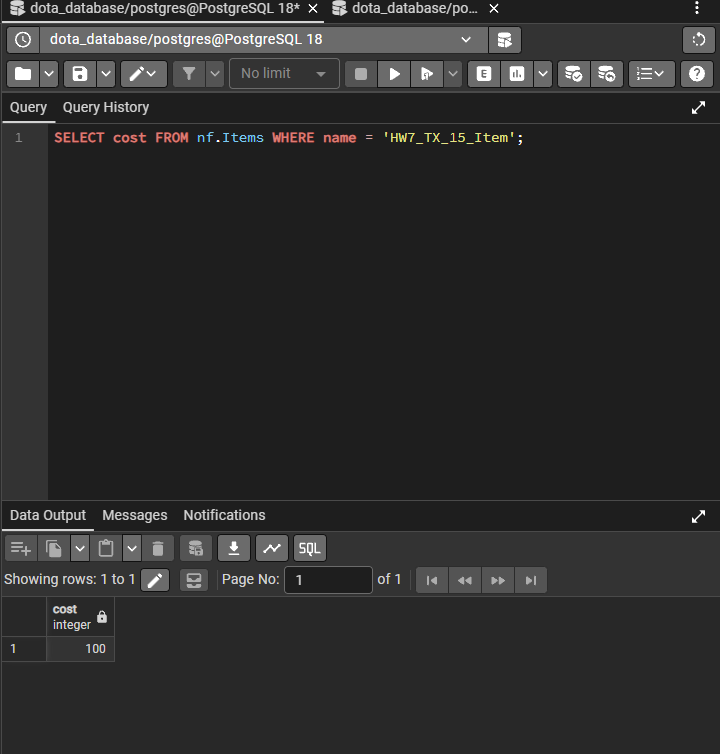 dota_database/postgres@PostgreSQL 18*
dota_database/po...
dota_database/postgres@PostgreSQL 18
No limit
E
Query Query History
1 SELECT cost FROM nf.Items WHERE name = 'HW7_TX_15_Item';
Data Output Messages Notifications
SQL
Showing rows: 1 to 1 Page No: 1 of 1
cost
integer
1 100